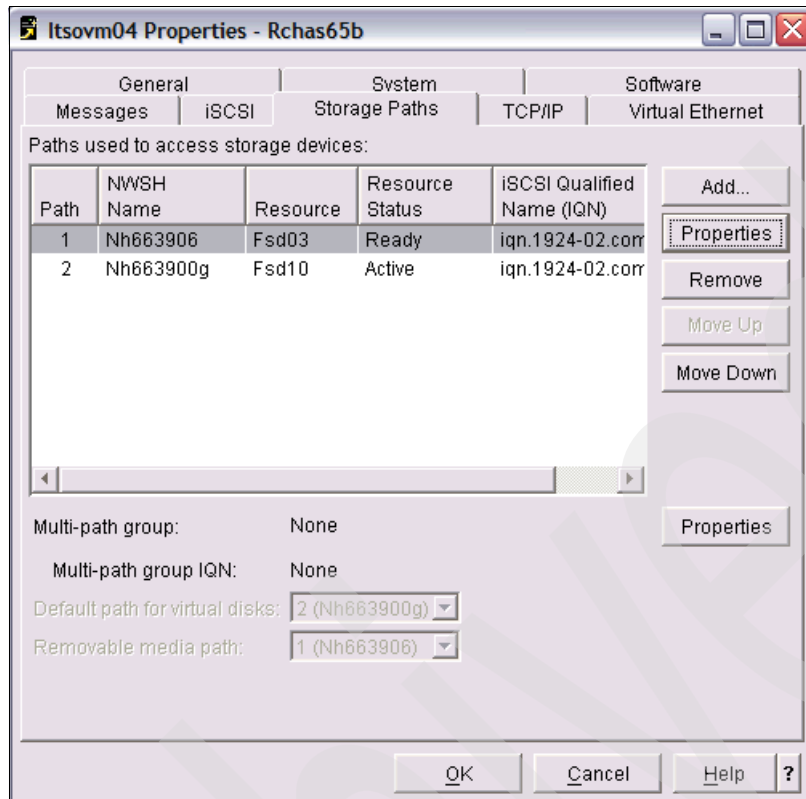 Itsovm04 Properties - Rchas65b
General System Software
Messages iSCSI Storage Paths TCP/IP Virtual Ethernet
Paths used to access storage devices:
Path NWSH Name Resource Resource Status iSCSI Qualified Name (IQN)
1 Nh663906 Fsd03 Ready iqn.1924-02.com
2 Nh663900g Fsd10 Active iqn.1924-02.com
Add...
Properties
Remove
Move Up
Move Down
Multi-path group: None Properties
Multi-path group IQN: None
Default path for virtual disks: 2 (Nh663900g)
Removable media path: 1 (Nh663906)
OK Cancel Help ?